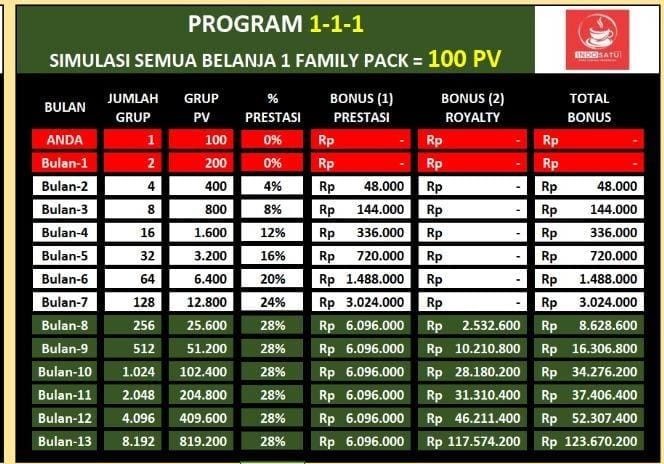 PROGRAM 1-1-1
SIMULASI SEMUA BELANJA 1 FAMILY PACK = 100 PV
INDOSATU
BULAN JUMLAH GRUP GRUP PV % PRESTASI BONUS (1) PRESTASI BONUS (2) ROYALTY TOTAL BONUS
ANDA 1 100 0% Rp - Rp - Rp -
Bulan-1 2 200 0% Rp - Rp - Rp -
Bulan-2 4 400 4% Rp 48.000 Rp - Rp 48.000
Bulan-3 8 800 8% Rp 144.000 Rp - Rp 144.000
Bulan-4 16 1.600 12% Rp 336.000 Rp - Rp 336.000
Bulan-5 32 3.200 16% Rp 720.000 Rp - Rp 720.000
Bulan-6 64 6.400 20% Rp 1.488.000 Rp - Rp 1.488.000
Bulan-7 128 12.800 24% Rp 3.024.000 Rp - Rp 3.024.000
Bulan-8 256 25.600 28% Rp 6.096.000 Rp 2.532.600 Rp 8.628.600
Bulan-9 512 51.200 28% Rp 6.096.000 Rp 10.210.800 Rp 16.306.800
Bulan-10 1.024 102.400 28% Rp 6.096.000 Rp 28.180.200 Rp 34.276.200
Bulan-11 2.048 204.800 28% Rp 6.096.000 Rp 31.310.400 Rp 37.406.400
Bulan-12 4.096 409.600 28% Rp 6.096.000 Rp 46.211.400 Rp 52.307.400
Bulan-13 8.192 819.200 28% Rp 6.096.000 Rp 117.574.200 Rp 123.670.200